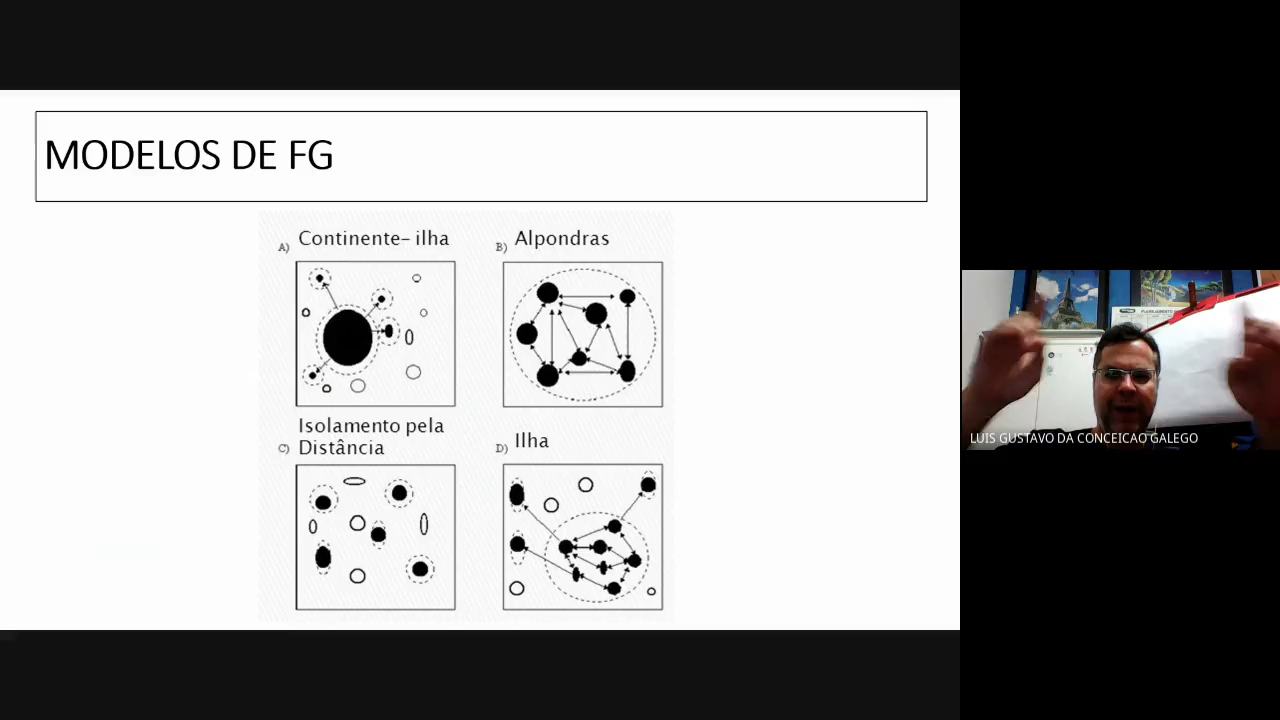 MODELOS DE FG
A) Continente– ilha
B) Alpondras
Isolamento pela
C) Distância
D) Ilha
LUIS GUSTAVO DA CONCEICAO GALEGO